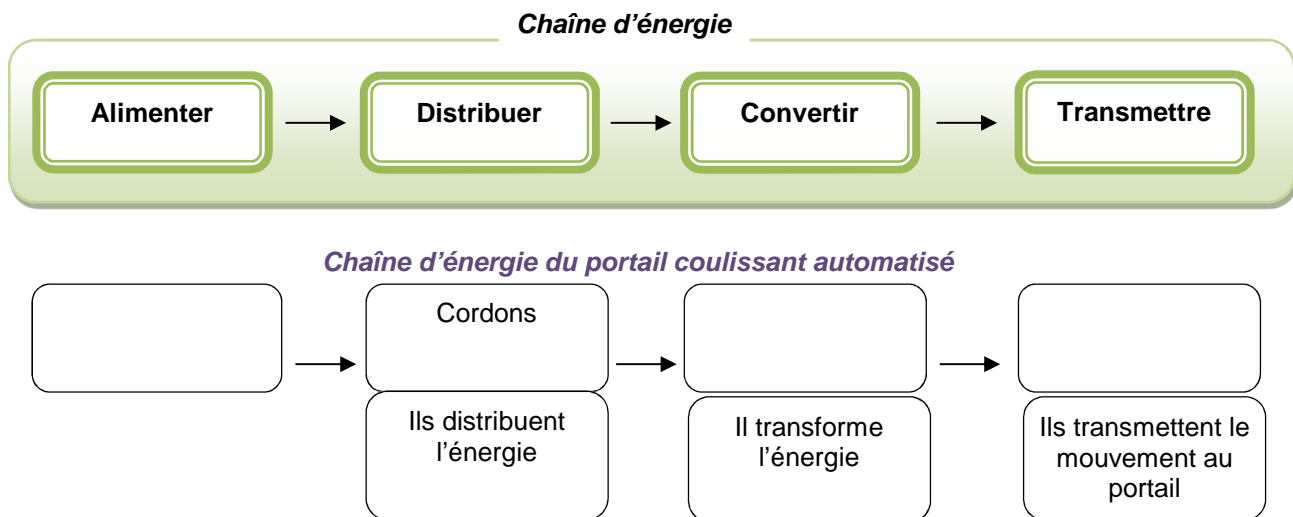 Chaîne d’énergie
Alimenter
Distribuer
Convertir
Transmettre
Chaîne d’énergie du portail coulissant automatisé
Cordons
Ils distribuent
l’énergie
Il transforme
l’énergie
Ils transmettent le
mouvement au
portail